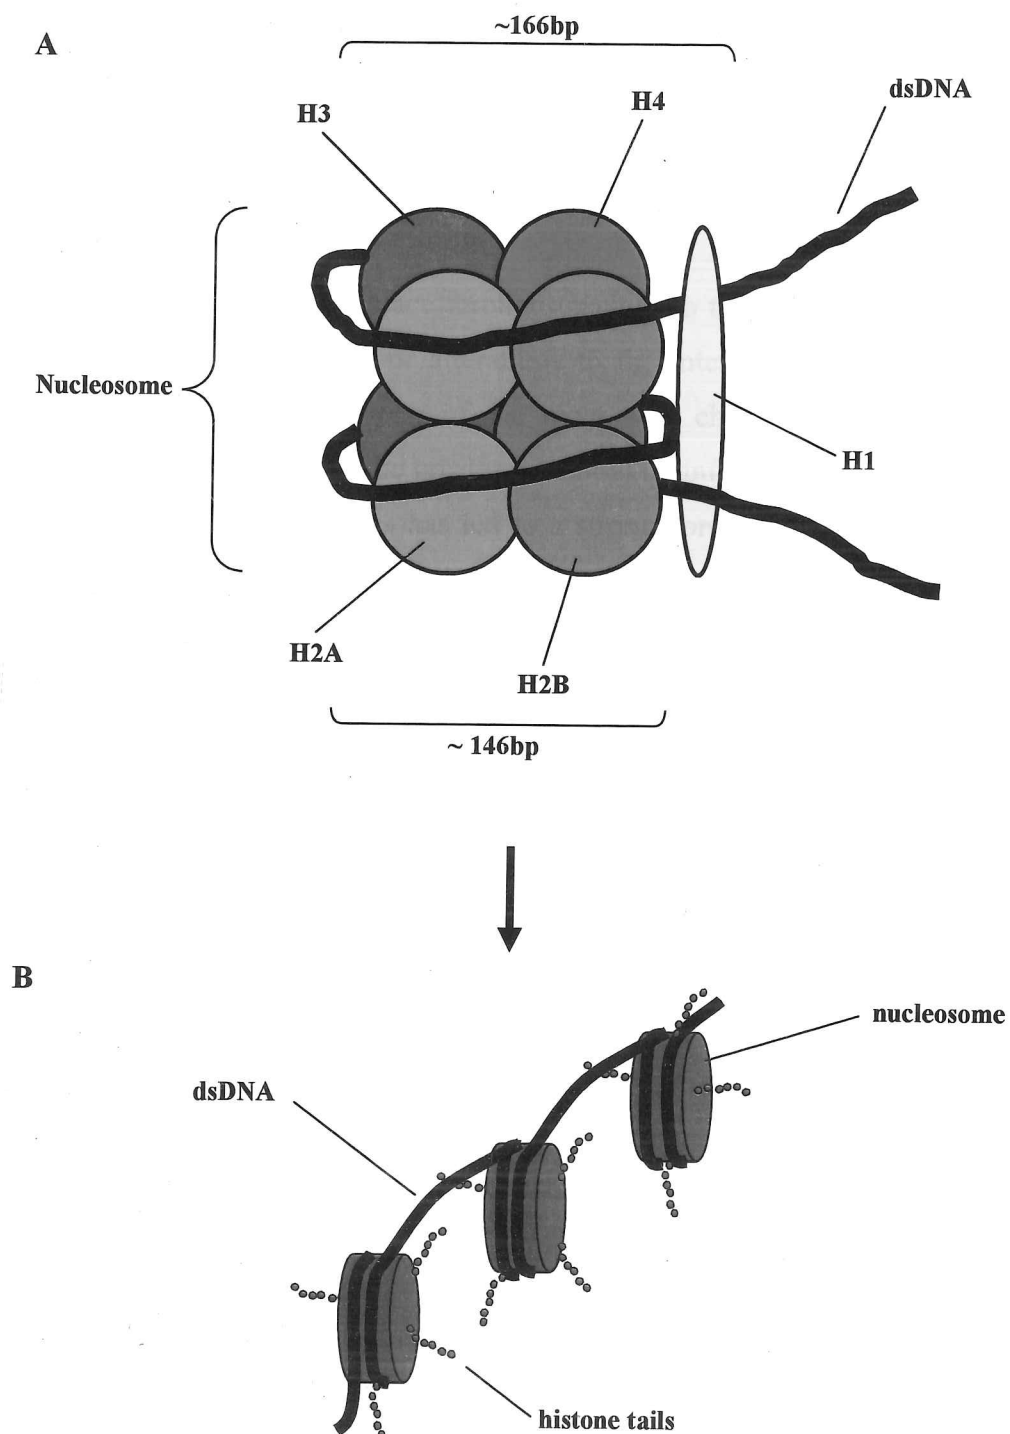 A
~166bp
dsDNA
H3
H4
Nucleosome
H1
H2A
H2B
~ 146bp
B
nucleosome
dsDNA
histone tails